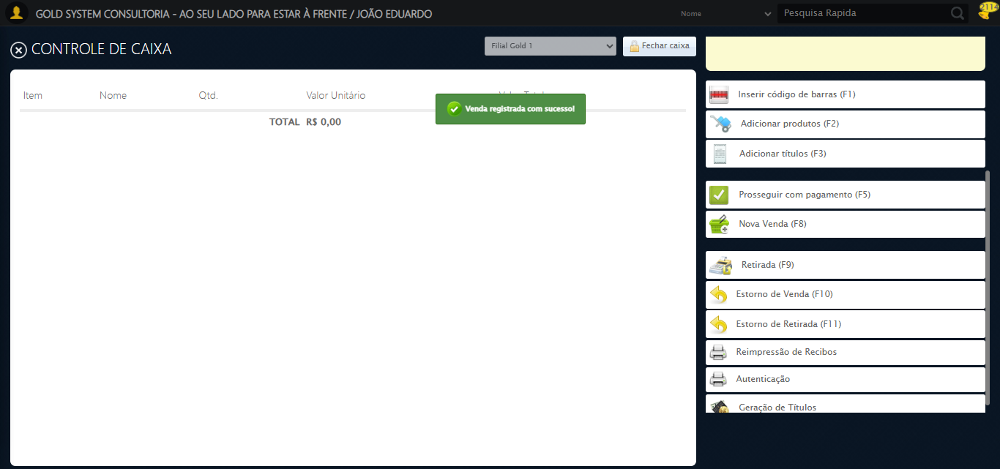 GOLD SYSTEM CONSULTORIA - AO SEU LADO PARA ESTAR À FRENTE / JOÃO EDUARDO
Nome
Pesquisa Rapida
2114
CONTROLE DE CAIXA
Filial Gold 1
Fechar caixa
Item Nome Qtd. Valor Unitário Valor Total
Venda registrada com sucesso!
TOTAL R$ 0,00
Inserir código de barras (F1)
Adicionar produtos (F2)
Adicionar títulos (F3)
Prosseguir com pagamento (F5)
Nova Venda (F8)
Retirada (F9)
Estorno de Venda (F10)
Estorno de Retirada (F11)
Reimpressão de Recibos
Autenticação
Geração de Títulos